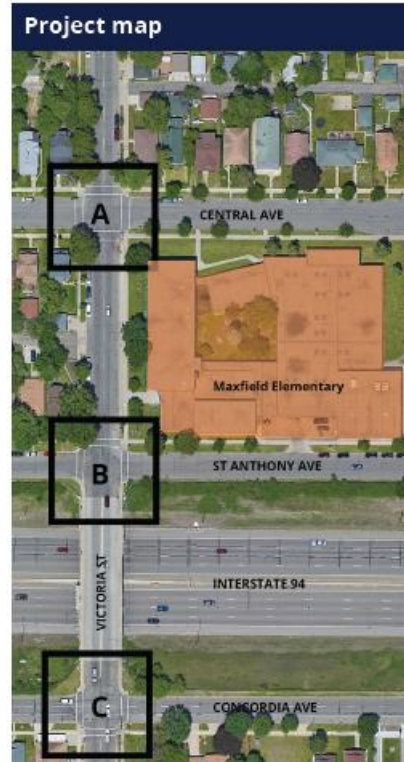 Project map
A
CENTRAL AVE
Maxfield Elementary
B
ST ANTHONY AVE
VICTORIA ST
INTERSTATE 94
C
CONCORDIA AVE